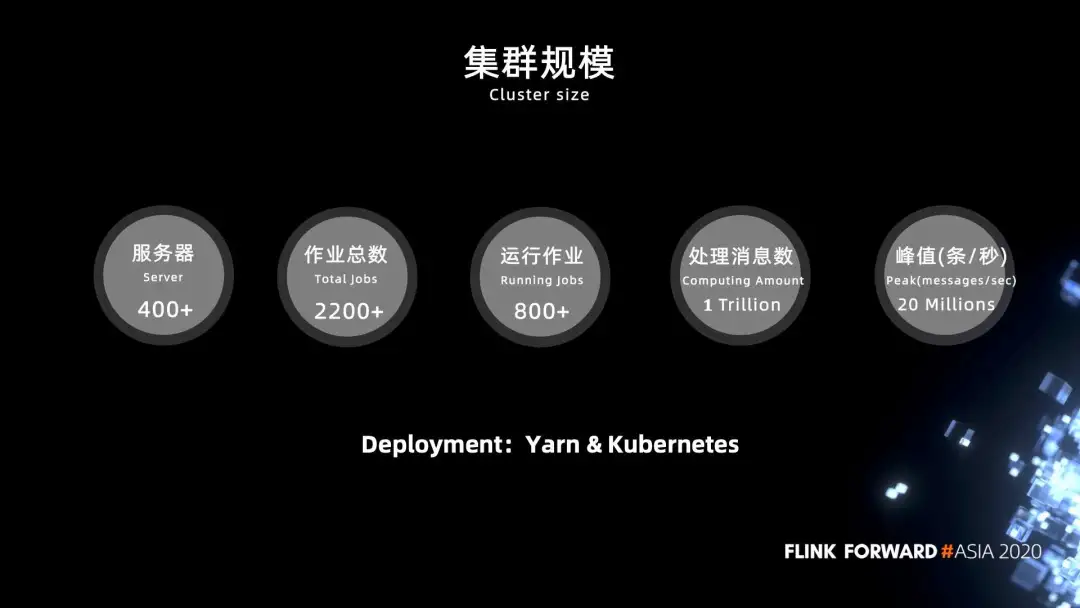 集群规模
Cluster size
服务器
Server
400+
作业总数
Total Jobs
2200+
运行作业
Running Jobs
800+
处理消息数
Computing Amount
1 Trillion
峰值(条/秒)
Peak(messages/sec)
20 Millions
Deployment：Yarn & Kubernetes
FLINK FORWARD #ASIA 2020